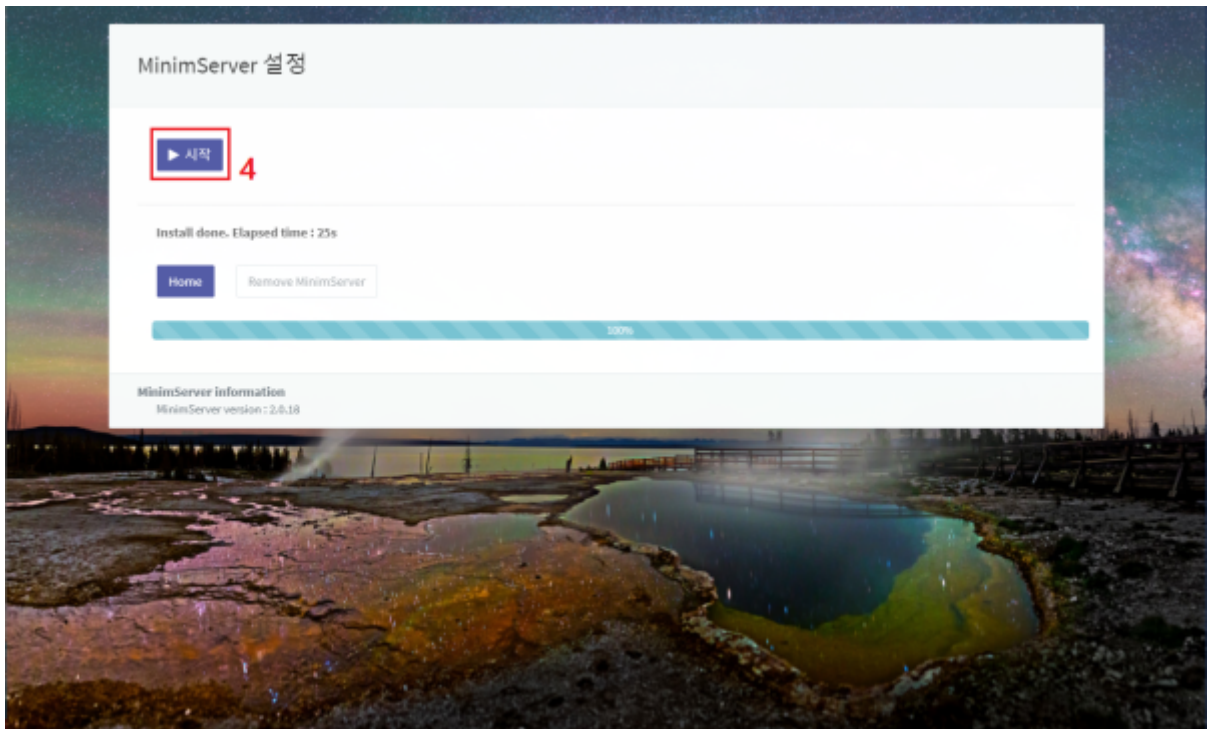 MinimServer 설정
▶ 시작
4
Install done. Elapsed time : 25s
Home Remove MinimServer
100%
MinimServer information
MinimServer version : 2.0.18